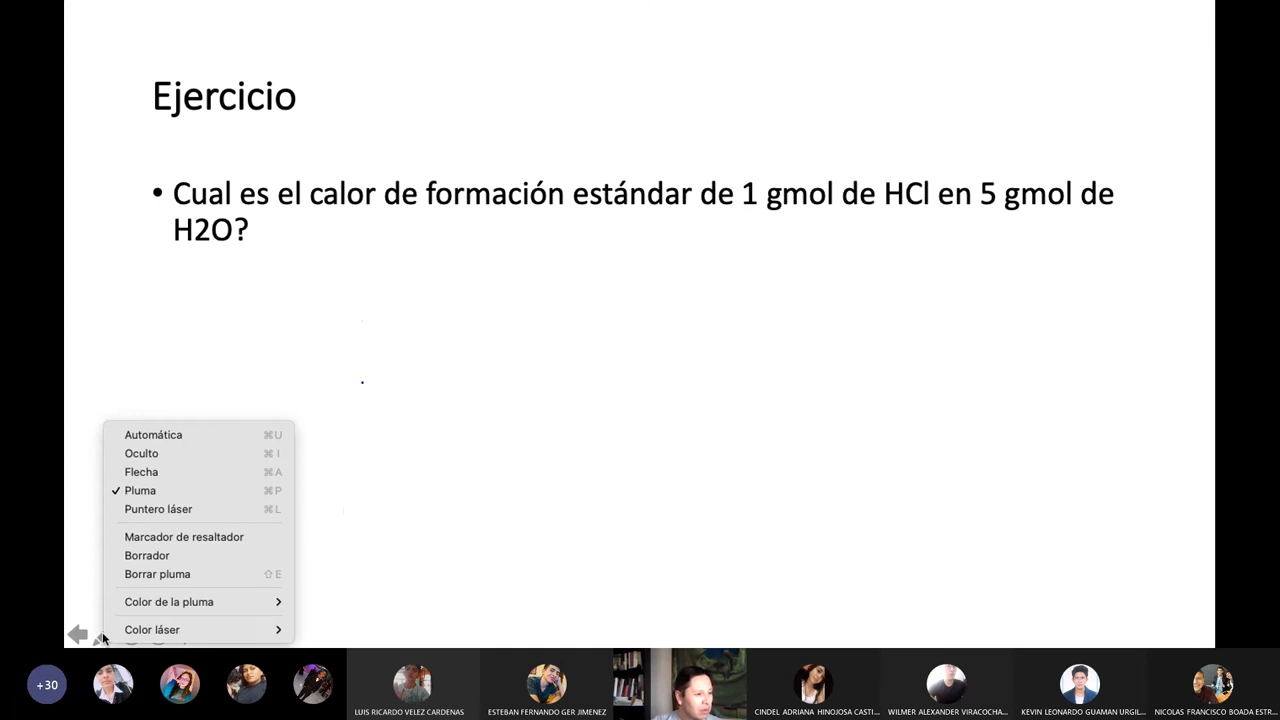 Ejercicio
• Cual es el calor de formación estándar de 1 gmol de HCl en 5 gmol de
H2O?
Automática ⌘U
Oculto ⌘I
Flecha ⌘A
✓ Pluma ⌘P
Puntero láser ⌘L
Marcador de resaltador
Borrador
Borrar pluma ⇧E
Color de la pluma >
Color láser >
+30
LUIS RICARDO VELEZ CARDENAS
ESTEBAN FERNANDO GER JIMENEZ
CINDEL ADRIANA HINOJOSA CASTI...
WILMER ALEXANDER VIRACOCHA...
KEVIN LEONARDO GUAMAN URGIL...
NICOLAS FRANCISCO BOADA ESTR...